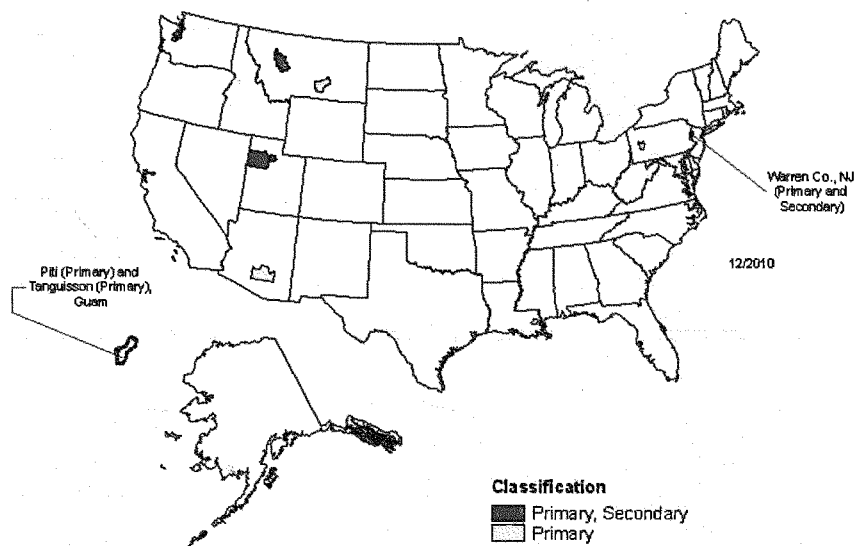 Warren Co., NJ
(Primary and
Secondary)
12/2010
Piti (Primary) and
Tanguisson (Primary),
Guam
Classification
Primary, Secondary
Primary